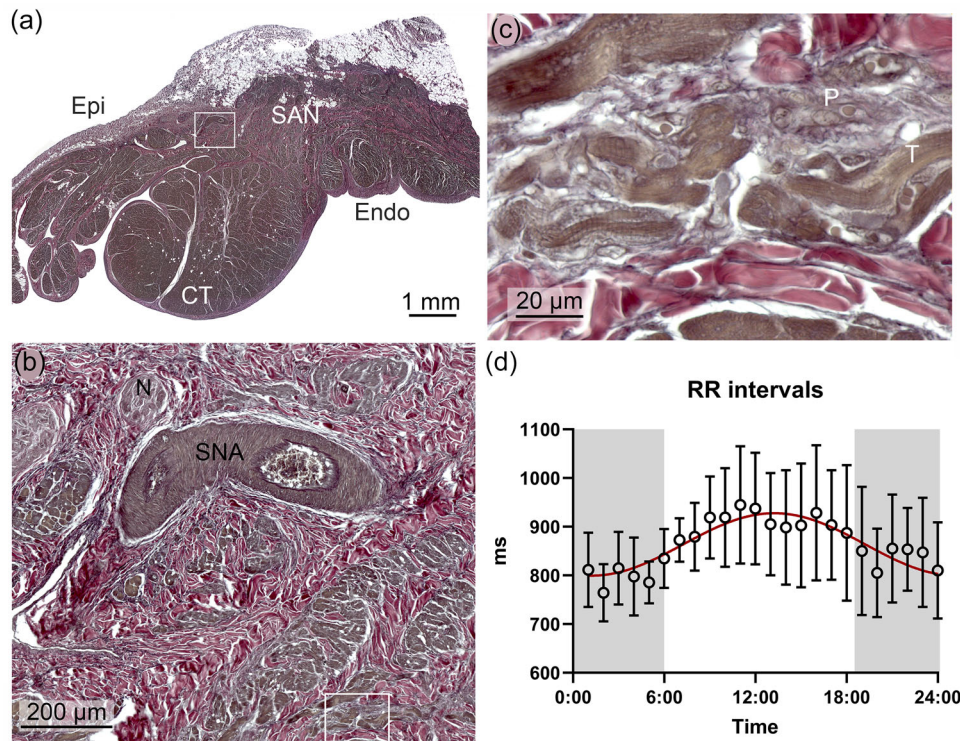 (a)
Epi
SAN
Endo
CT
1 mm
(b)
N
SNA
200 µm
(c)
P
T
20 µm
(d)
RR intervals
1100
1000
900
800
700
600
ms
0:00 6:00 12:00 18:00 24:00
Time